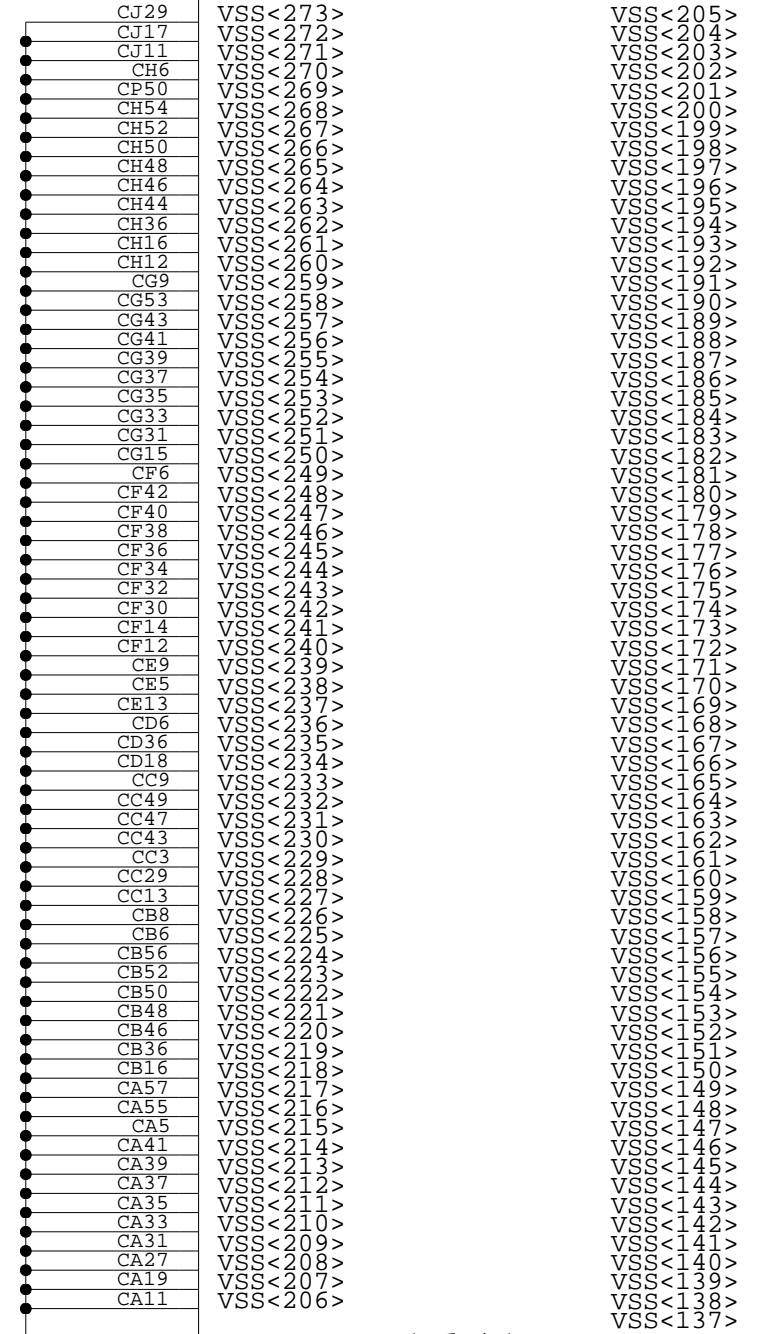 CJ29 VSS<273> VSS<205>
CJ17 VSS<272> VSS<204>
CJ11 VSS<271> VSS<203>
CH6 VSS<270> VSS<202>
CP50 VSS<269> VSS<201>
CH54 VSS<268> VSS<200>
CH52 VSS<267> VSS<199>
CH50 VSS<266> VSS<198>
CH48 VSS<265> VSS<197>
CH46 VSS<264> VSS<196>
CH44 VSS<263> VSS<195>
CH36 VSS<262> VSS<194>
CH16 VSS<261> VSS<193>
CH12 VSS<260> VSS<192>
CG9 VSS<259> VSS<191>
CG53 VSS<258> VSS<190>
CG43 VSS<257> VSS<189>
CG41 VSS<256> VSS<188>
CG39 VSS<255> VSS<187>
CG37 VSS<254> VSS<186>
CG35 VSS<253> VSS<185>
CG33 VSS<252> VSS<184>
CG31 VSS<251> VSS<183>
CG15 VSS<250> VSS<182>
CF6 VSS<249> VSS<181>
CF42 VSS<248> VSS<180>
CF40 VSS<247> VSS<179>
CF38 VSS<246> VSS<178>
CF36 VSS<245> VSS<177>
CF34 VSS<244> VSS<176>
CF32 VSS<243> VSS<175>
CF30 VSS<242> VSS<174>
CF14 VSS<241> VSS<173>
CF12 VSS<240> VSS<172>
CE9 VSS<239> VSS<171>
CE5 VSS<238> VSS<170>
CE13 VSS<237> VSS<169>
CD6 VSS<236> VSS<168>
CD36 VSS<235> VSS<167>
CD18 VSS<234> VSS<166>
CC9 VSS<233> VSS<165>
CC49 VSS<232> VSS<164>
CC47 VSS<231> VSS<163>
CC43 VSS<230> VSS<162>
CC3 VSS<229> VSS<161>
CC29 VSS<228> VSS<160>
CC13 VSS<227> VSS<159>
CB8 VSS<226> VSS<158>
CB6 VSS<225> VSS<157>
CB56 VSS<224> VSS<156>
CB52 VSS<223> VSS<155>
CB50 VSS<222> VSS<154>
CB48 VSS<221> VSS<153>
CB46 VSS<220> VSS<152>
CB36 VSS<219> VSS<151>
CB16 VSS<218> VSS<150>
CA57 VSS<217> VSS<149>
CA55 VSS<216> VSS<148>
CA5 VSS<215> VSS<147>
CA41 VSS<214> VSS<146>
CA39 VSS<213> VSS<145>
CA37 VSS<212> VSS<144>
CA35 VSS<211> VSS<143>
CA33 VSS<210> VSS<142>
CA31 VSS<209> VSS<141>
CA27 VSS<208> VSS<140>
CA19 VSS<207> VSS<139>
CA11 VSS<206> VSS<138>
VSS<137>